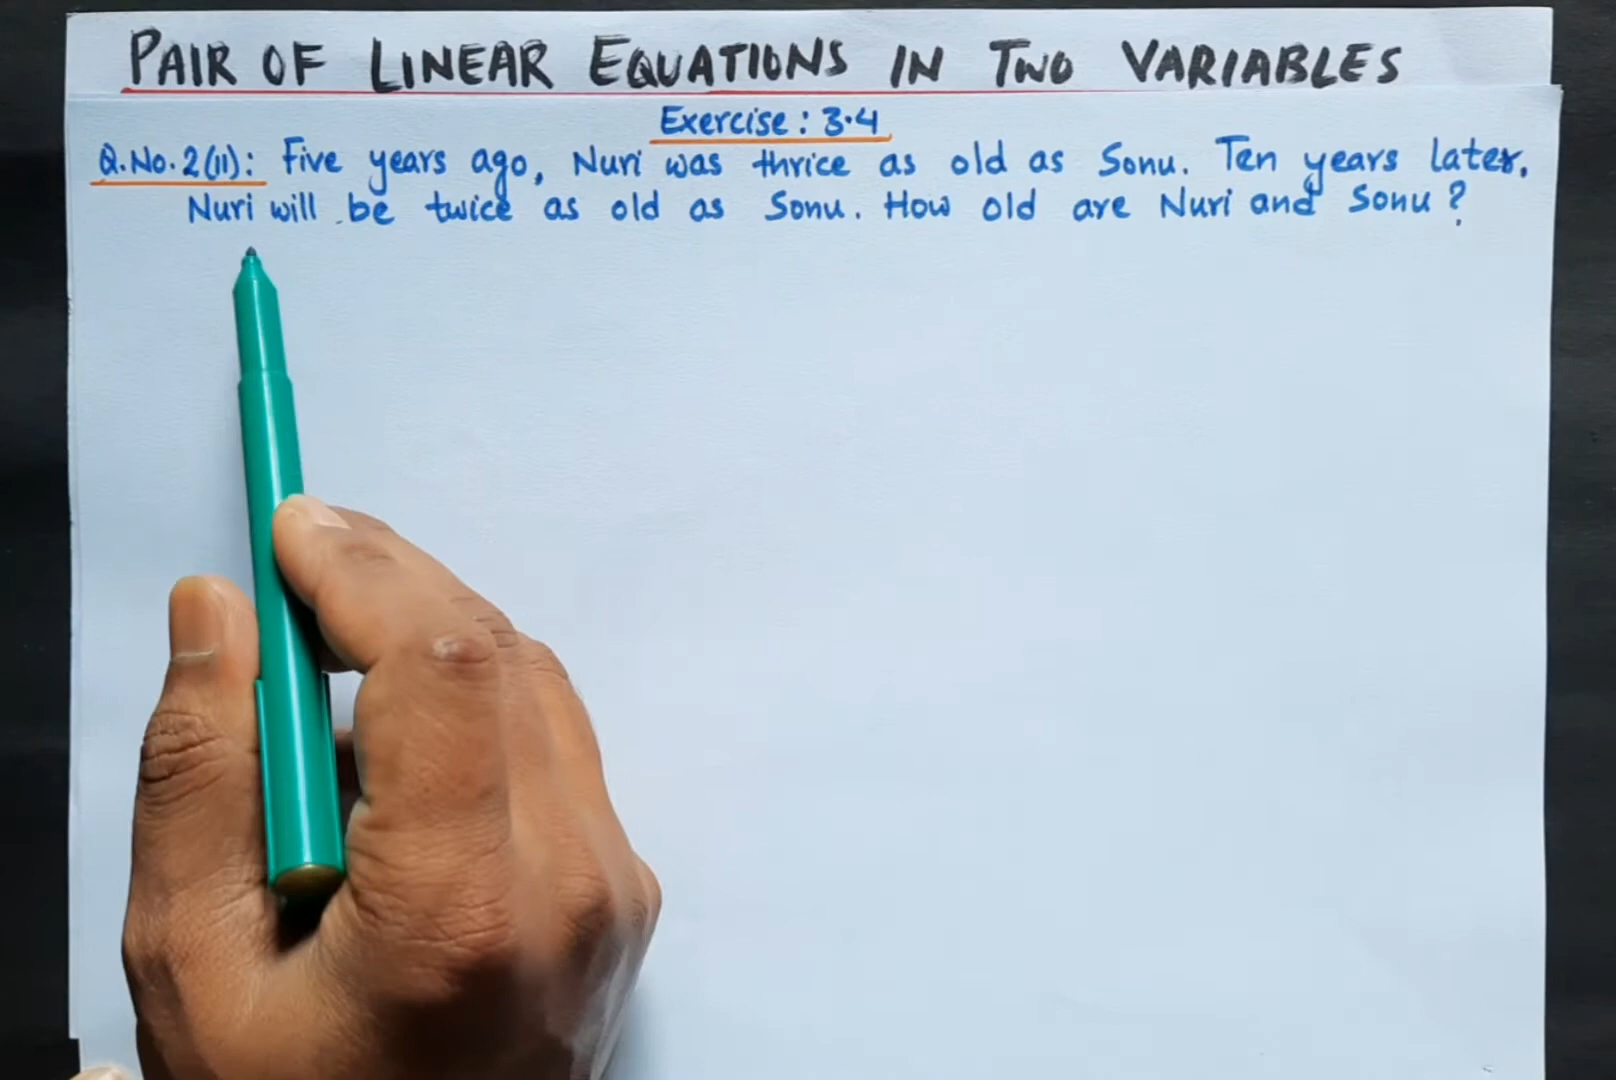 PAIR OF LINEAR EQUATIONS IN TWO VARIABLES
Exercise: 3.4
Q.No.2(ii): Five years ago, Nuri was thrice as old as Sonu. Ten years later,
Nuri will be twice as old as Sonu. How old are Nuri and Sonu?